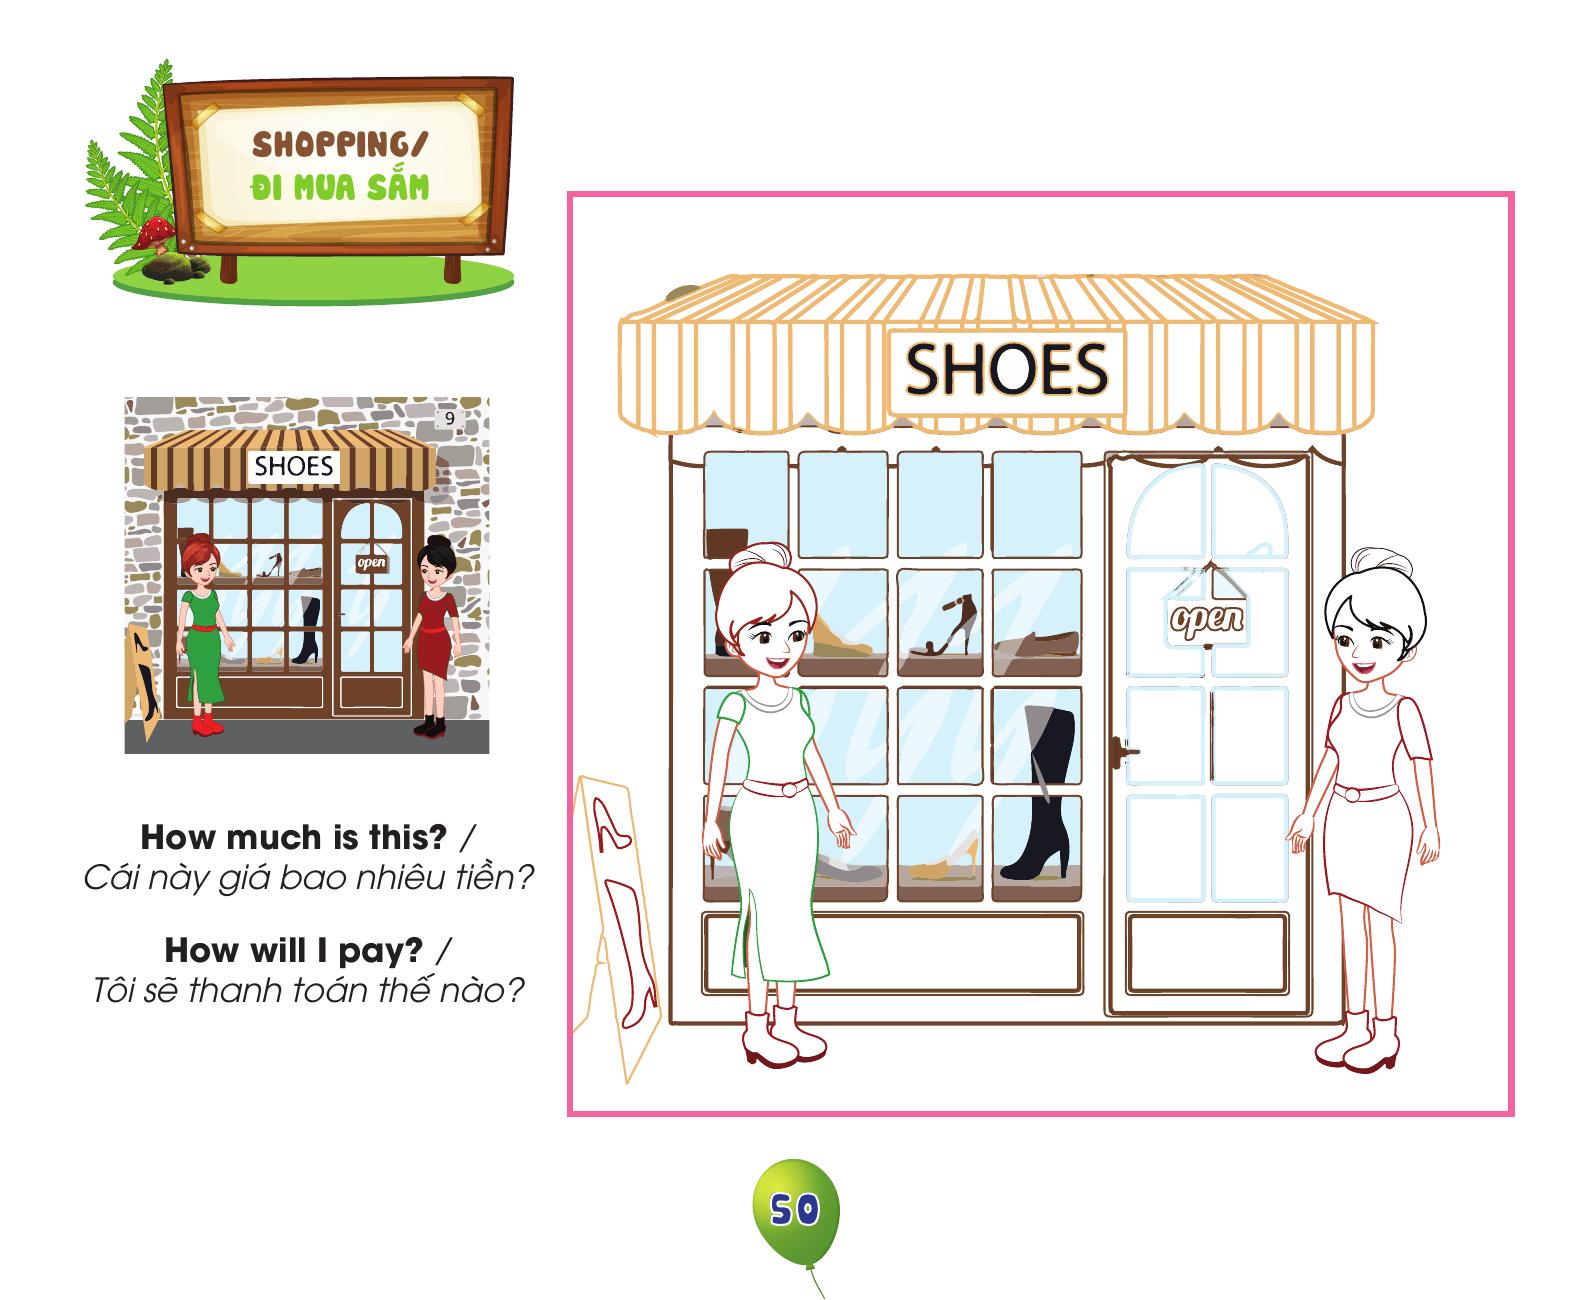 SHOPPING/
ĐI MUA SẮM
9
SHOES
open
How much is this? /
Cái này giá bao nhiêu tiền?
How will I pay? /
Tôi sẽ thanh toán thế nào?
SHOES
open
50